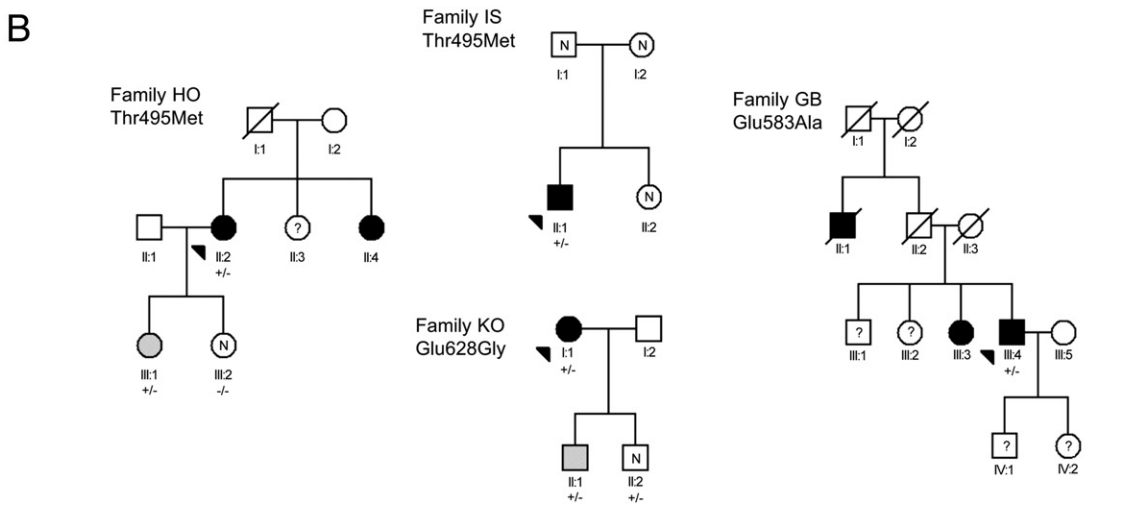 B
Family HO
Thr495Met
I:1
I:2
II:1
II:2
+/-
?
II:3
II:4
III:1
+/-
N
III:2
-/-
Family IS
Thr495Met
N
I:1
N
I:2
II:1
+/-
N
II:2
Family KO
Glu628Gly
I:1
+/-
I:2
II:1
+/-
N
II:2
+/-
Family GB
Glu583Ala
I:1
I:2
II:1
II:2
II:3
?
III:1
?
III:2
III:3
III:4
+/-
III:5
?
IV:1
?
IV:2